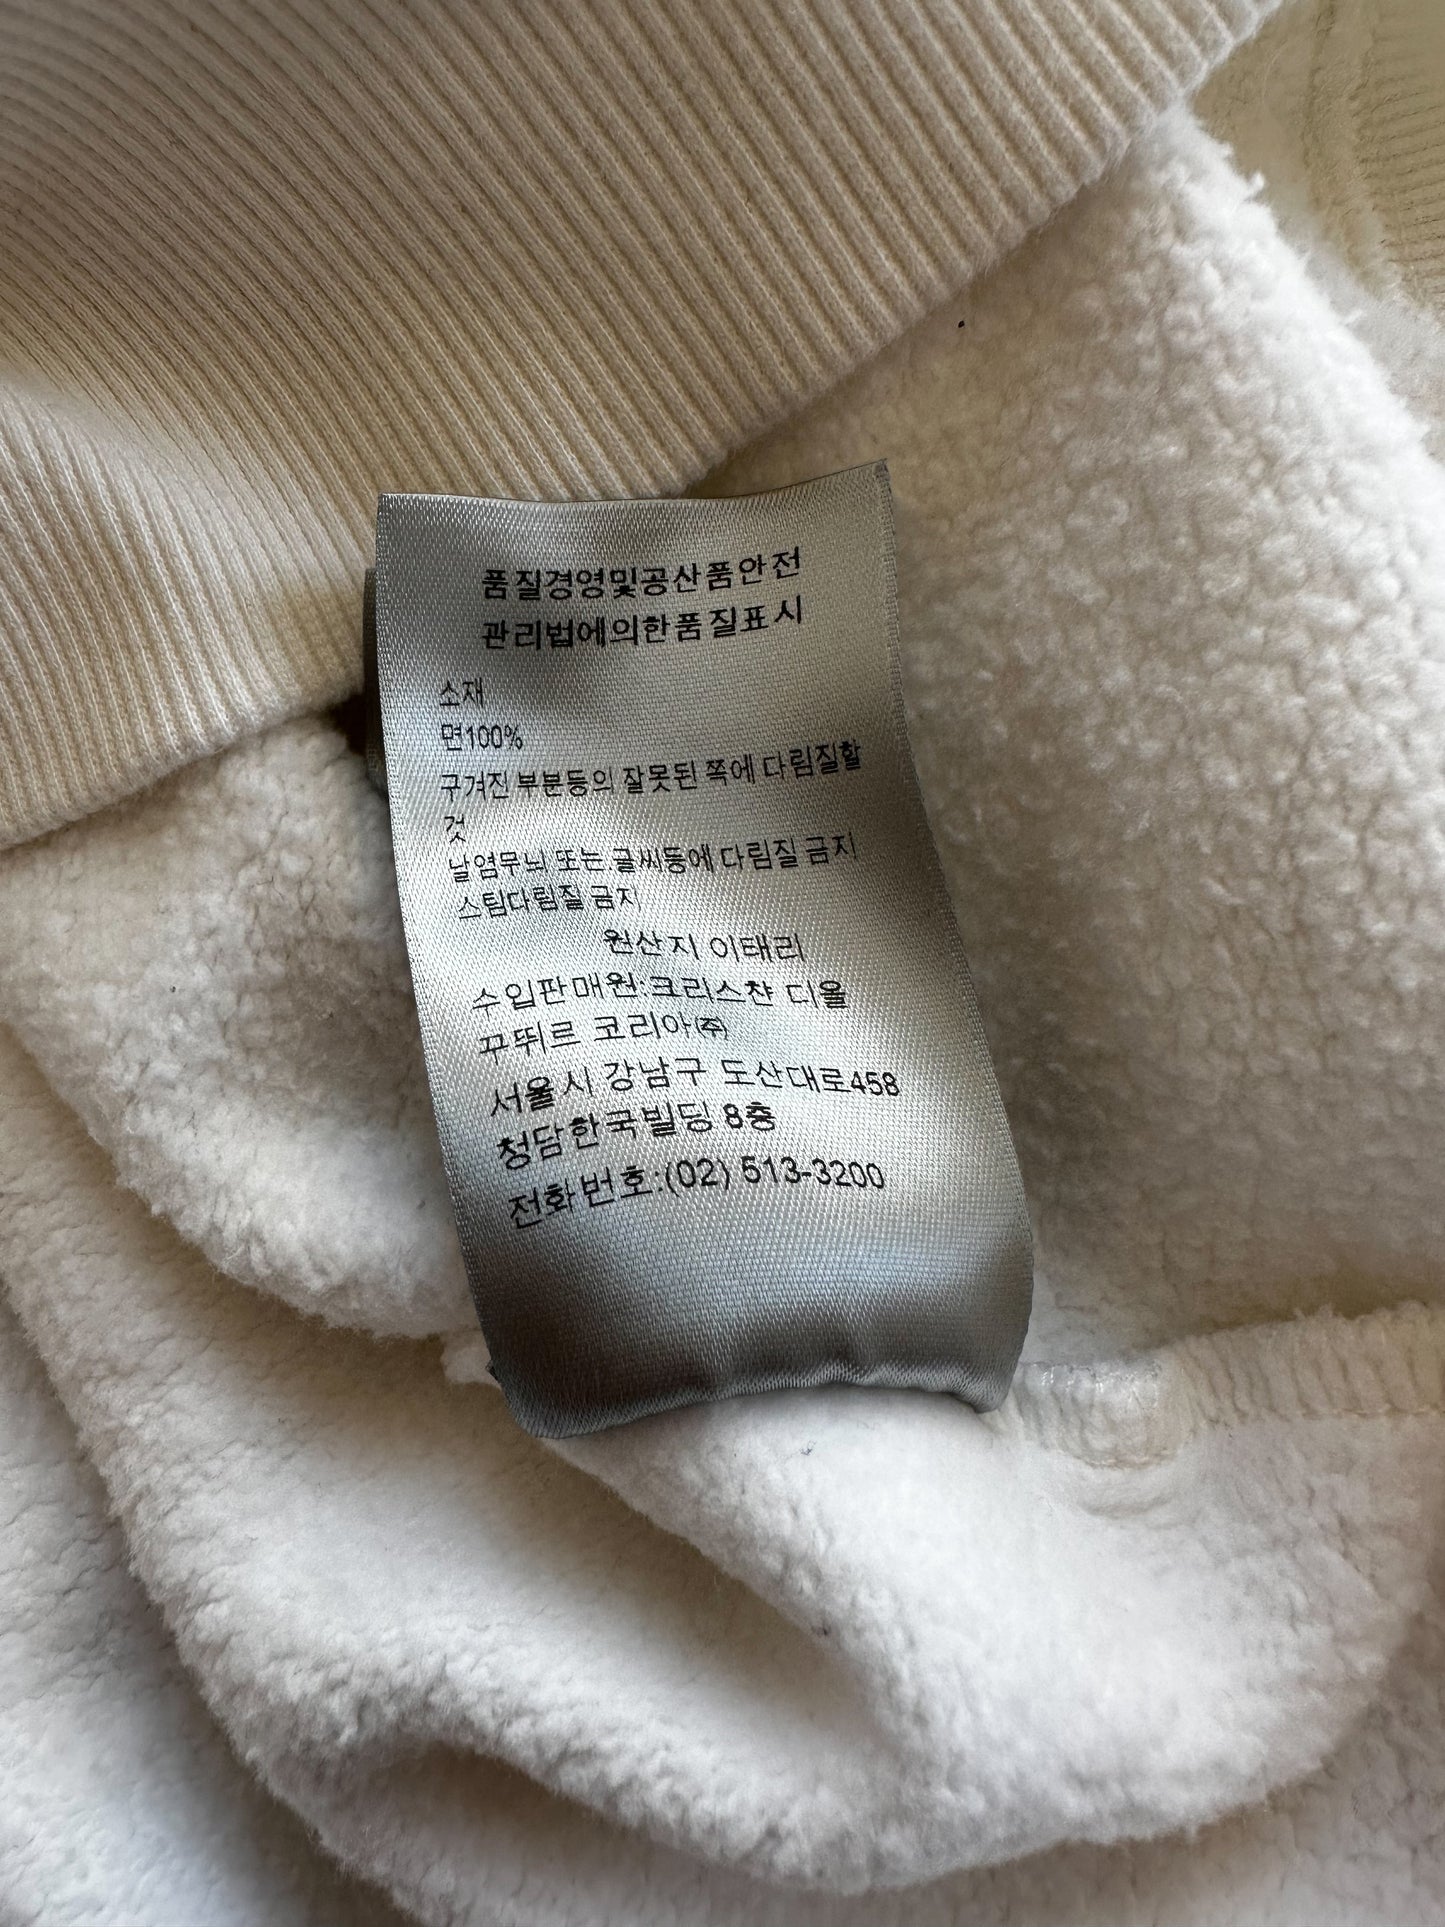 품질경영및공산품안전
관리법에의한품질표시
소재
면100%
구겨진 부분등의 잘못된 쪽에 다림질할
것
날염무늬 또는 글씨등에 다림질 금지
스팀다림질 금지
원산지 이태리
수입판매원:크리스챤 디올
꾸뛰르 코리아(주)
서울시 강남구 도산대로458
청담한국빌딩 8층
전화번호:(02) 513-3200